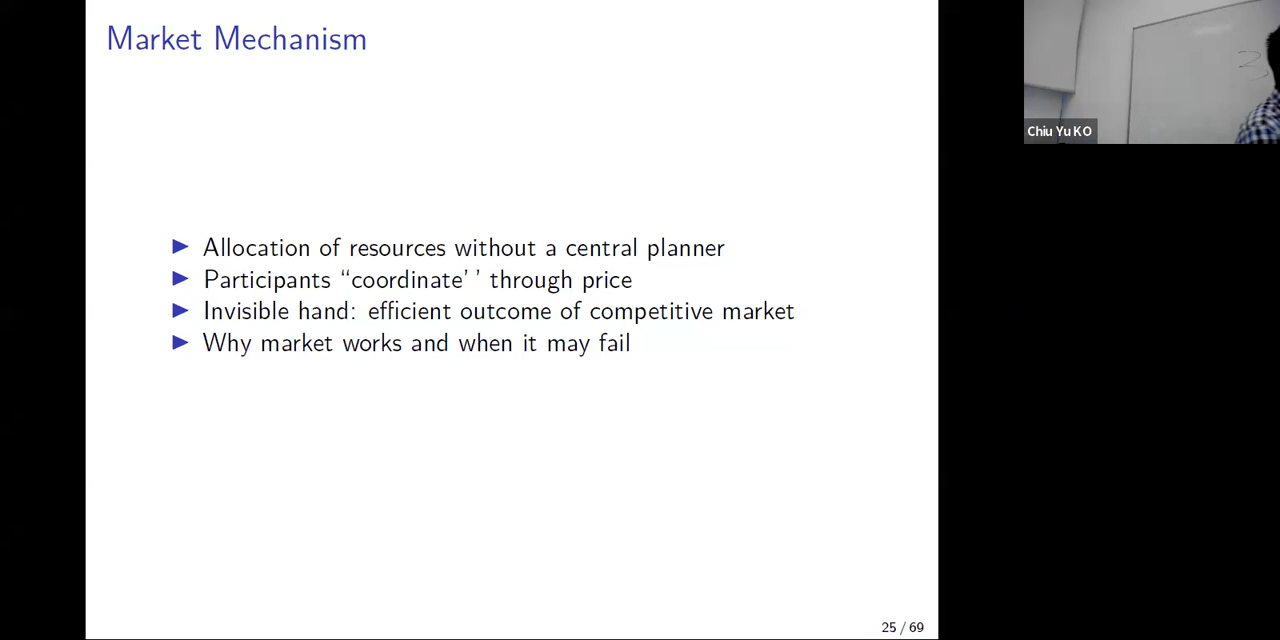 Market Mechanism
▶ Allocation of resources without a central planner
▶ Participants “coordinate’ ’ through price
▶ Invisible hand: efficient outcome of competitive market
▶ Why market works and when it may fail
25 / 69
Chiu Yu KO
3